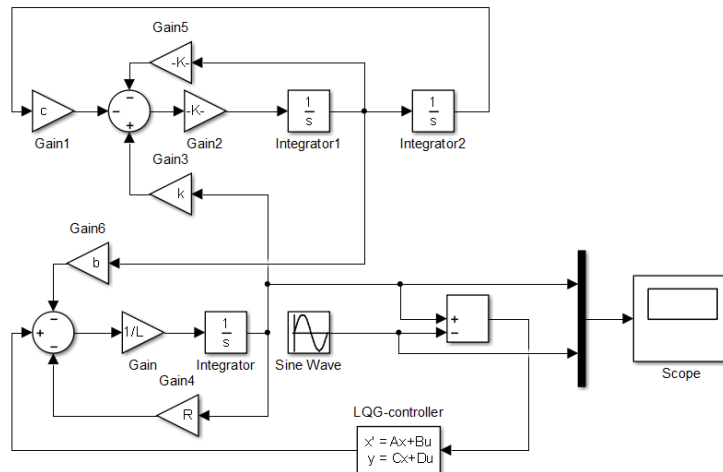 Gain5
-K-
c
-K-
1
s
1
s
Gain1
Gain2
Integrator1
Integrator2
Gain3
k
Gain6
b
1/L
1
s
Gain
Integrator
Sine Wave
Scope
Gain4
R
LQG-controller
x' = Ax+Bu
y = Cx+Du